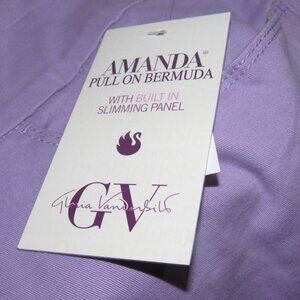 AMANDA®
PULL ON BERMUDA
WITH BUILT IN
SLIMMING PANEL
GV
Gloria Vanderbilt